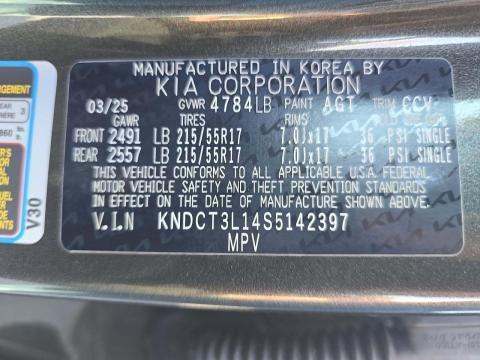 MANUFACTURED IN KOREA BY
KIA CORPORATION
03/25 GVWR 4784LB PAINT AGT TRIM CCV
GAWR TIRES RIMS
FRONT 2491 LB 215/55R17 7.0Jx17 36 PSI SINGLE
REAR 2557 LB 215/55R17 7.0Jx17 36 PSI SINGLE
THIS VEHICLE CONFORMS TO ALL APPLICABLE FEDERAL
MOTOR VEHICLE SAFETY AND THEFT PREVENTION STANDARDS
IN EFFECT ON THE DATE OF MANUFACTURE SHOWN ABOVE.
V.I.N KNDCT3L14S5142397
MPV
V30